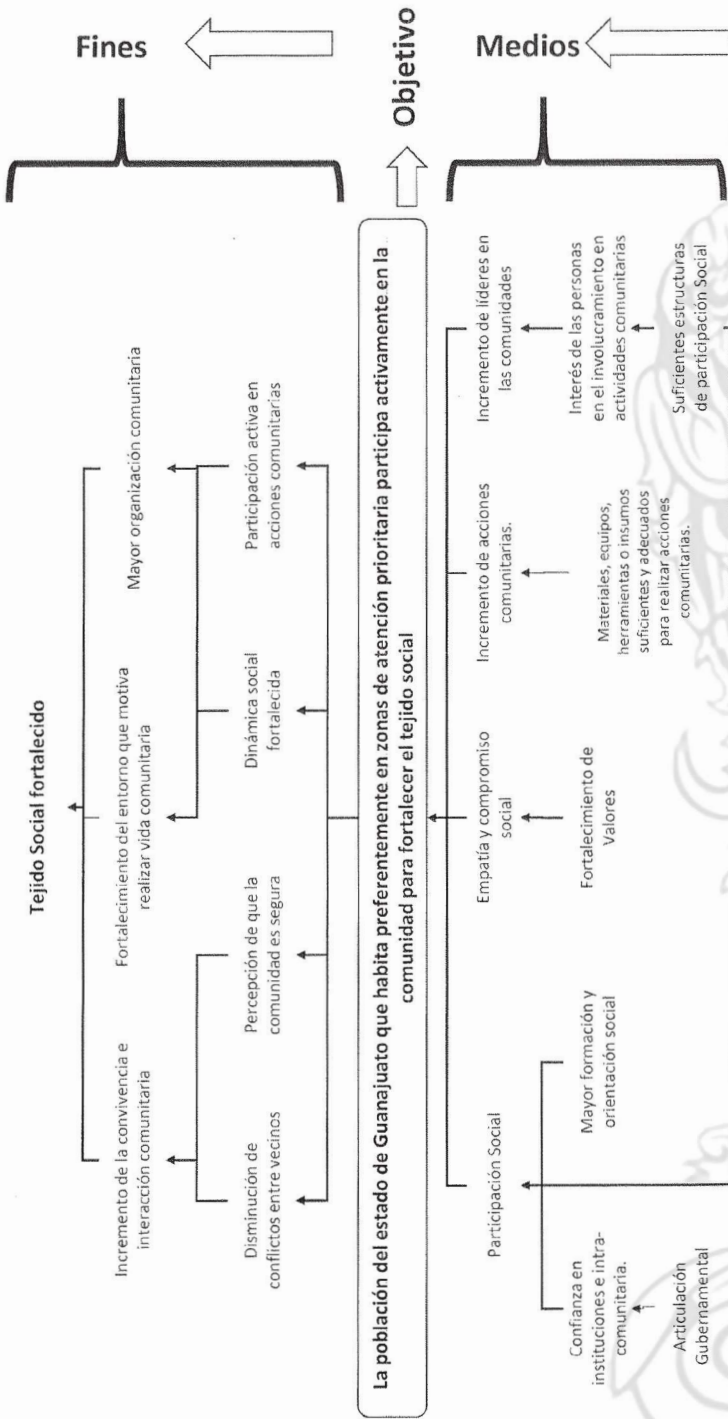 Tejido Social fortalecido
Incremento de la convivencia e
interacción comunitaria
Fortalecimiento del entorno que motiva
realizar vida comunitaria
Mayor organización comunitaria
Disminución de
conflictos entre vecinos
Percepción de que la
comunidad es segura
Dinámica social
fortalecida
Participación activa en
acciones comunitarias
Fines
La población del estado de Guanajuato que habita preferentemente en zonas de atención prioritaria participa activamente en la
comunidad para fortalecer el tejido social
Objetivo
Participación Social
Empatía y compromiso
social
Incremento de acciones
comunitarias.
Incremento de líderes en
las comunidades
Confianza en
instituciones e intra-
comunitaria.
Mayor formación y
orientación social
Fortalecimiento de
Valores
Materiales, equipos,
herramientas o insumos
suficientes y adecuados
para realizar acciones
comunitarias.
Interés de las personas
en el involucramiento en
actividades comunitarias
Articulación
Gubernamental
Suficientes estructuras
de participación Social
Medios